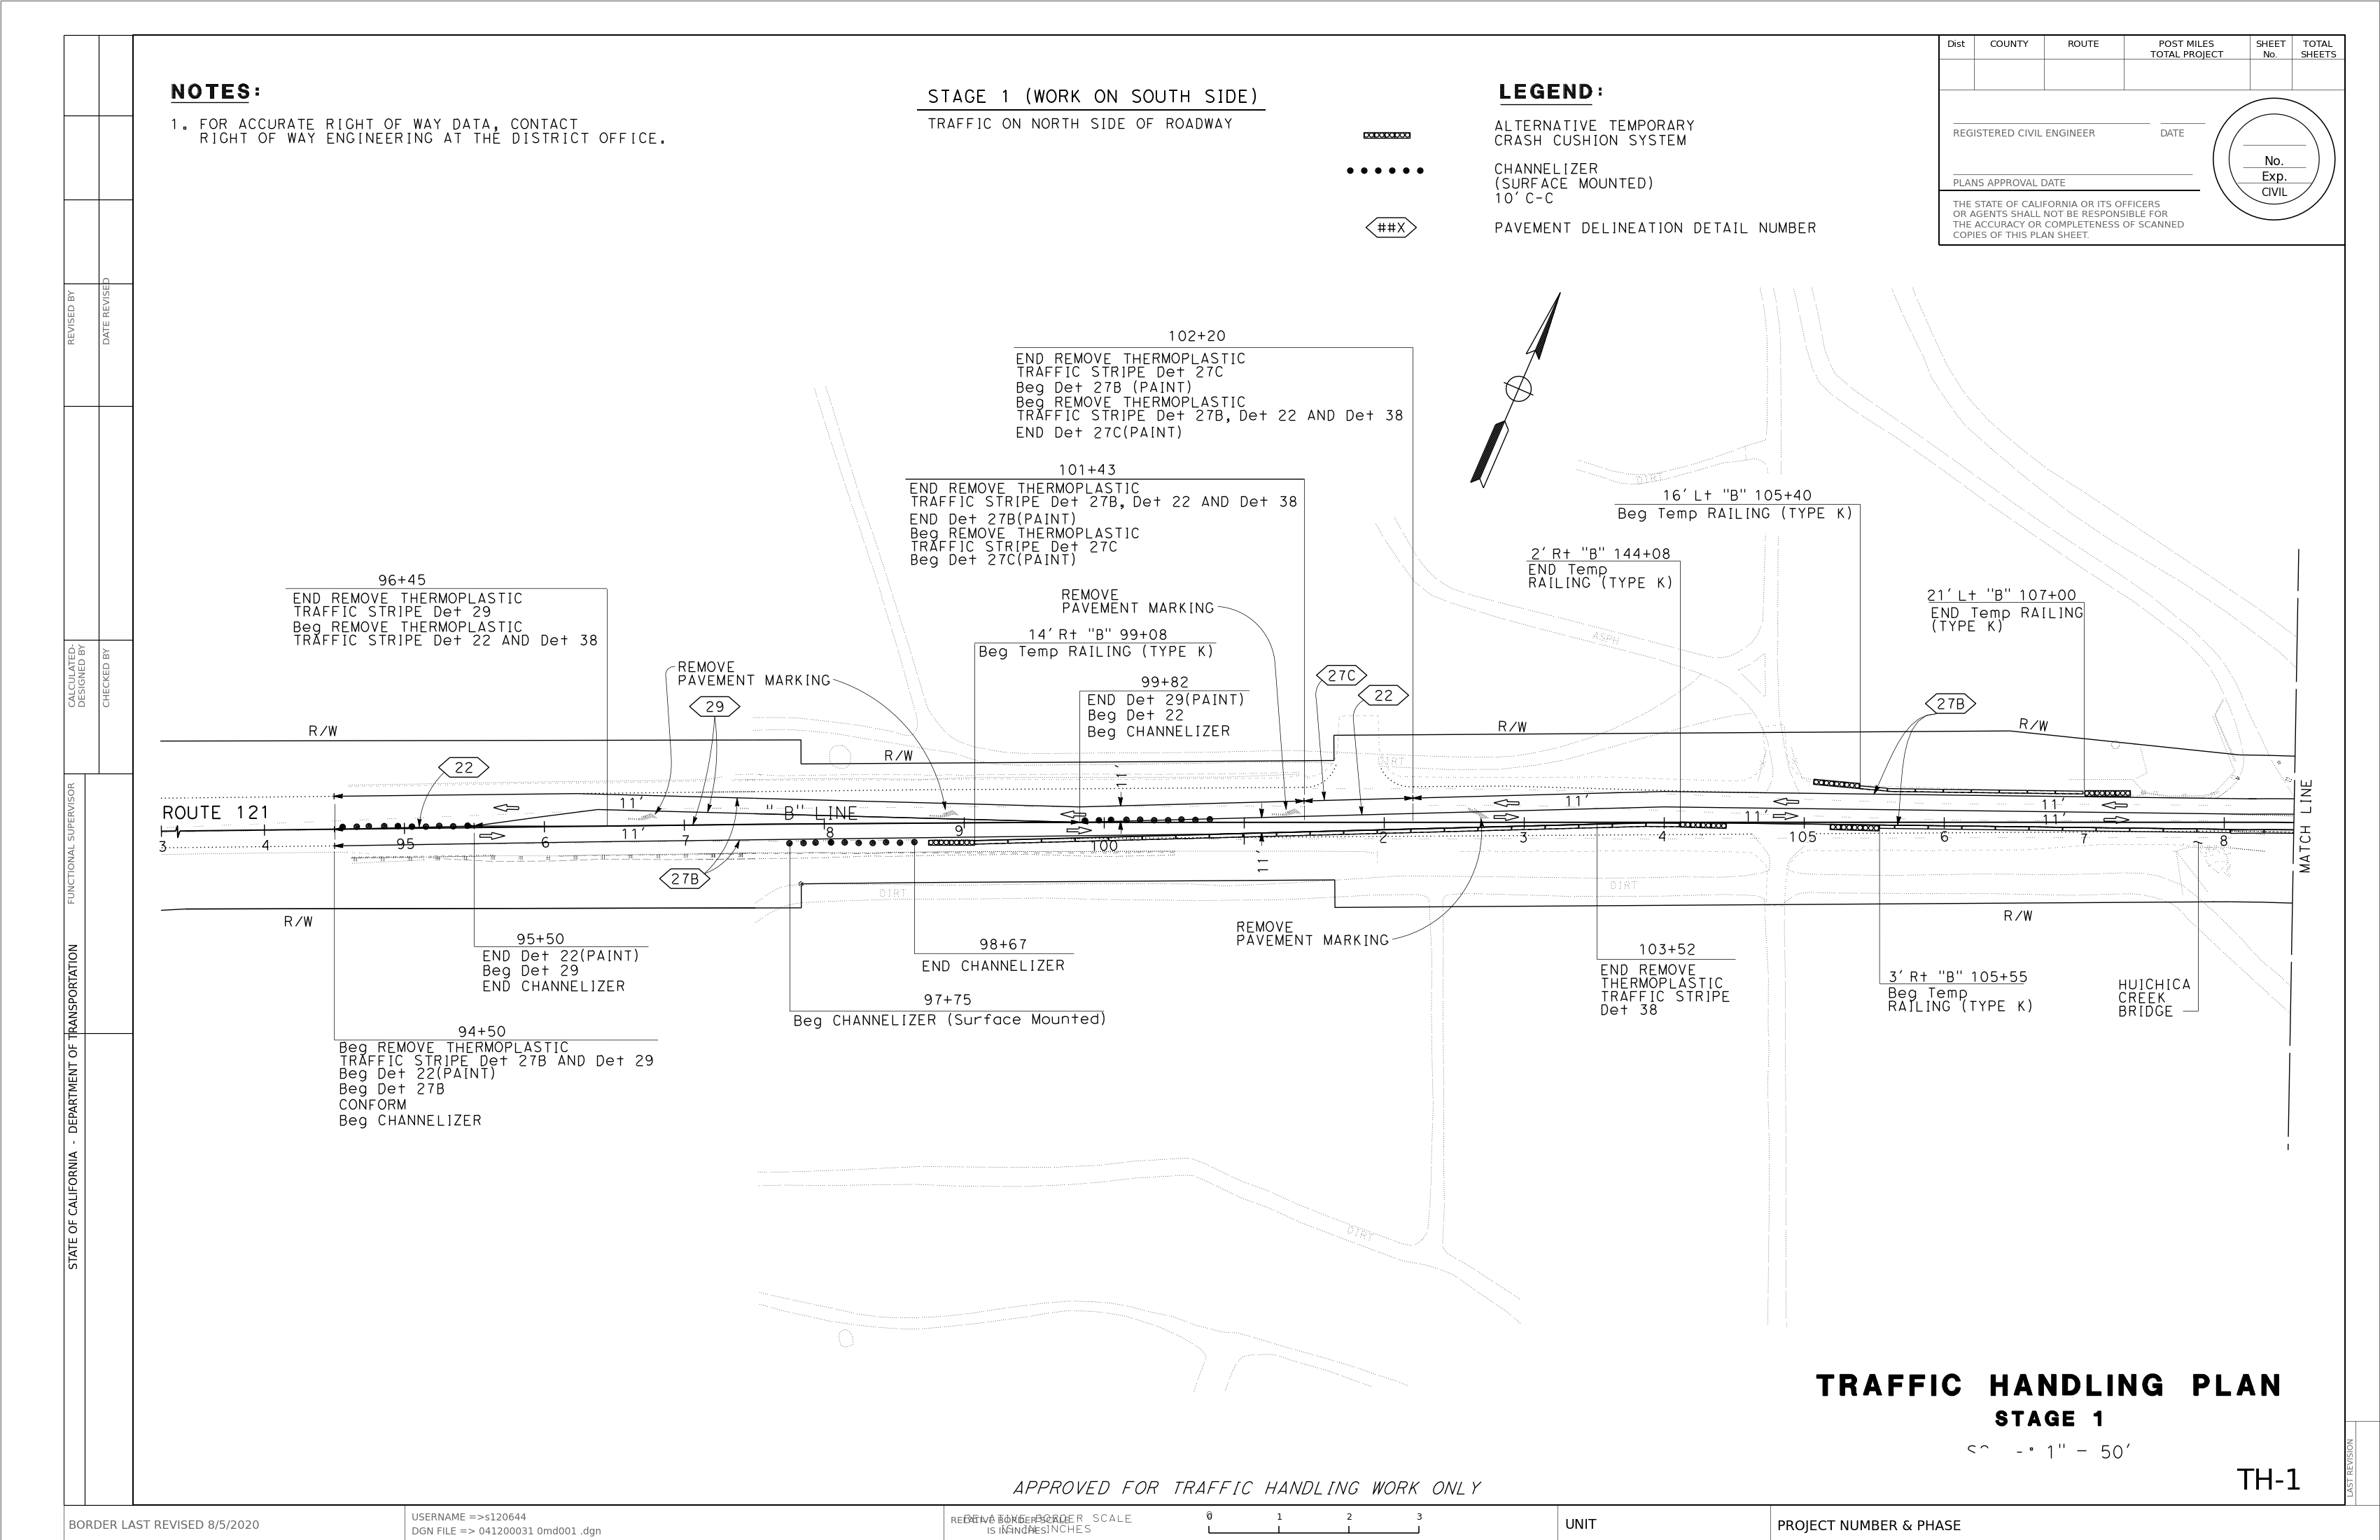 NOTES:
1. FOR ACCURATE RIGHT OF WAY DATA, CONTACT
RIGHT OF WAY ENGINEERING AT THE DISTRICT OFFICE.
STAGE 1 (WORK ON SOUTH SIDE)
TRAFFIC ON NORTH SIDE OF ROADWAY
LEGEND:
ALTERNATIVE TEMPORARY
CRASH CUSHION SYSTEM
CHANNELIZER
(SURFACE MOUNTED)
10' C-C
##X
PAVEMENT DELINEATION DETAIL NUMBER
Dist COUNTY ROUTE POST MILES TOTAL PROJECT SHEET No. TOTAL SHEETS
REGISTERED CIVIL ENGINEER DATE
PLANS APPROVAL DATE
No.
Exp.
CIVIL
THE STATE OF CALIFORNIA OR ITS OFFICERS
OR AGENTS SHALL NOT BE RESPONSIBLE FOR
THE ACCURACY OR COMPLETENESS OF SCANNED
COPIES OF THIS PLAN SHEET.
REVISED BY
DATE REVISED
CALCULATED-
DESIGNED BY
CHECKED BY
FUNCTIONAL SUPERVISOR
STATE OF CALIFORNIA - DEPARTMENT OF TRANSPORTATION
102+20
END REMOVE THERMOPLASTIC
TRAFFIC STRIPE Det 27C
Beg Det 27B (PAINT)
Beg REMOVE THERMOPLASTIC
TRAFFIC STRIPE Det 27B, Det 22 AND Det 38
END Det 27C(PAINT)
101+43
END REMOVE THERMOPLASTIC
TRAFFIC STRIPE Det 27B, Det 22 AND Det 38
END Det 27B(PAINT)
Beg REMOVE THERMOPLASTIC
TRAFFIC STRIPE Det 27C
Beg Det 27C(PAINT)
DIRT
16' Lt "B" 105+40
Beg Temp RAILING (TYPE K)
2' Rt "B" 144+08
END Temp
RAILING (TYPE K)
21' Lt "B" 107+00
END Temp RAILING
(TYPE K)
96+45
END REMOVE THERMOPLASTIC
TRAFFIC STRIPE Det 29
Beg REMOVE THERMOPLASTIC
TRAFFIC STRIPE Det 22 AND Det 38
REMOVE
PAVEMENT MARKING
14' Rt "B" 99+08
Beg Temp RAILING (TYPE K)
ASPH
REMOVE
PAVEMENT MARKING
99+82
END Det 29(PAINT)
Beg Det 22
Beg CHANNELIZER
29
27C
22
27B
R/W
R/W
R/W
R/W
22
DIRT
11'
ROUTE 121
11'
"B" LINE
11'
11'
11'
11'
11'
11'
3 4 95 6 7 8 9 100 1 2 3 4 105 6 7 8
MATCH LINE
27B
DIRT
DIRT
R/W
R/W
REMOVE
PAVEMENT MARKING
95+50
END Det 22(PAINT)
Beg Det 29
END CHANNELIZER
98+67
END CHANNELIZER
103+52
END REMOVE
THERMOPLASTIC
TRAFFIC STRIPE
Det 38
3' Rt "B" 105+55
Beg Temp
RAILING (TYPE K)
HUICHICA
CREEK
BRIDGE
97+75
Beg CHANNELIZER (Surface Mounted)
94+50
Beg REMOVE THERMOPLASTIC
TRAFFIC STRIPE Det 27B AND Det 29
Beg Det 22(PAINT)
Beg Det 27B
CONFORM
Beg CHANNELIZER
DIRT
TRAFFIC HANDLING PLAN
STAGE 1
1" = 50'
TH-1
APPROVED FOR TRAFFIC HANDLING WORK ONLY
LAST REVISION
BORDER LAST REVISED 8/5/2020
USERNAME =>s120644
DGN FILE => 041200031 0md001 .dgn
RELATIVE BORDER SCALE
IS IN INCHES
0 1 2 3
UNIT
PROJECT NUMBER & PHASE